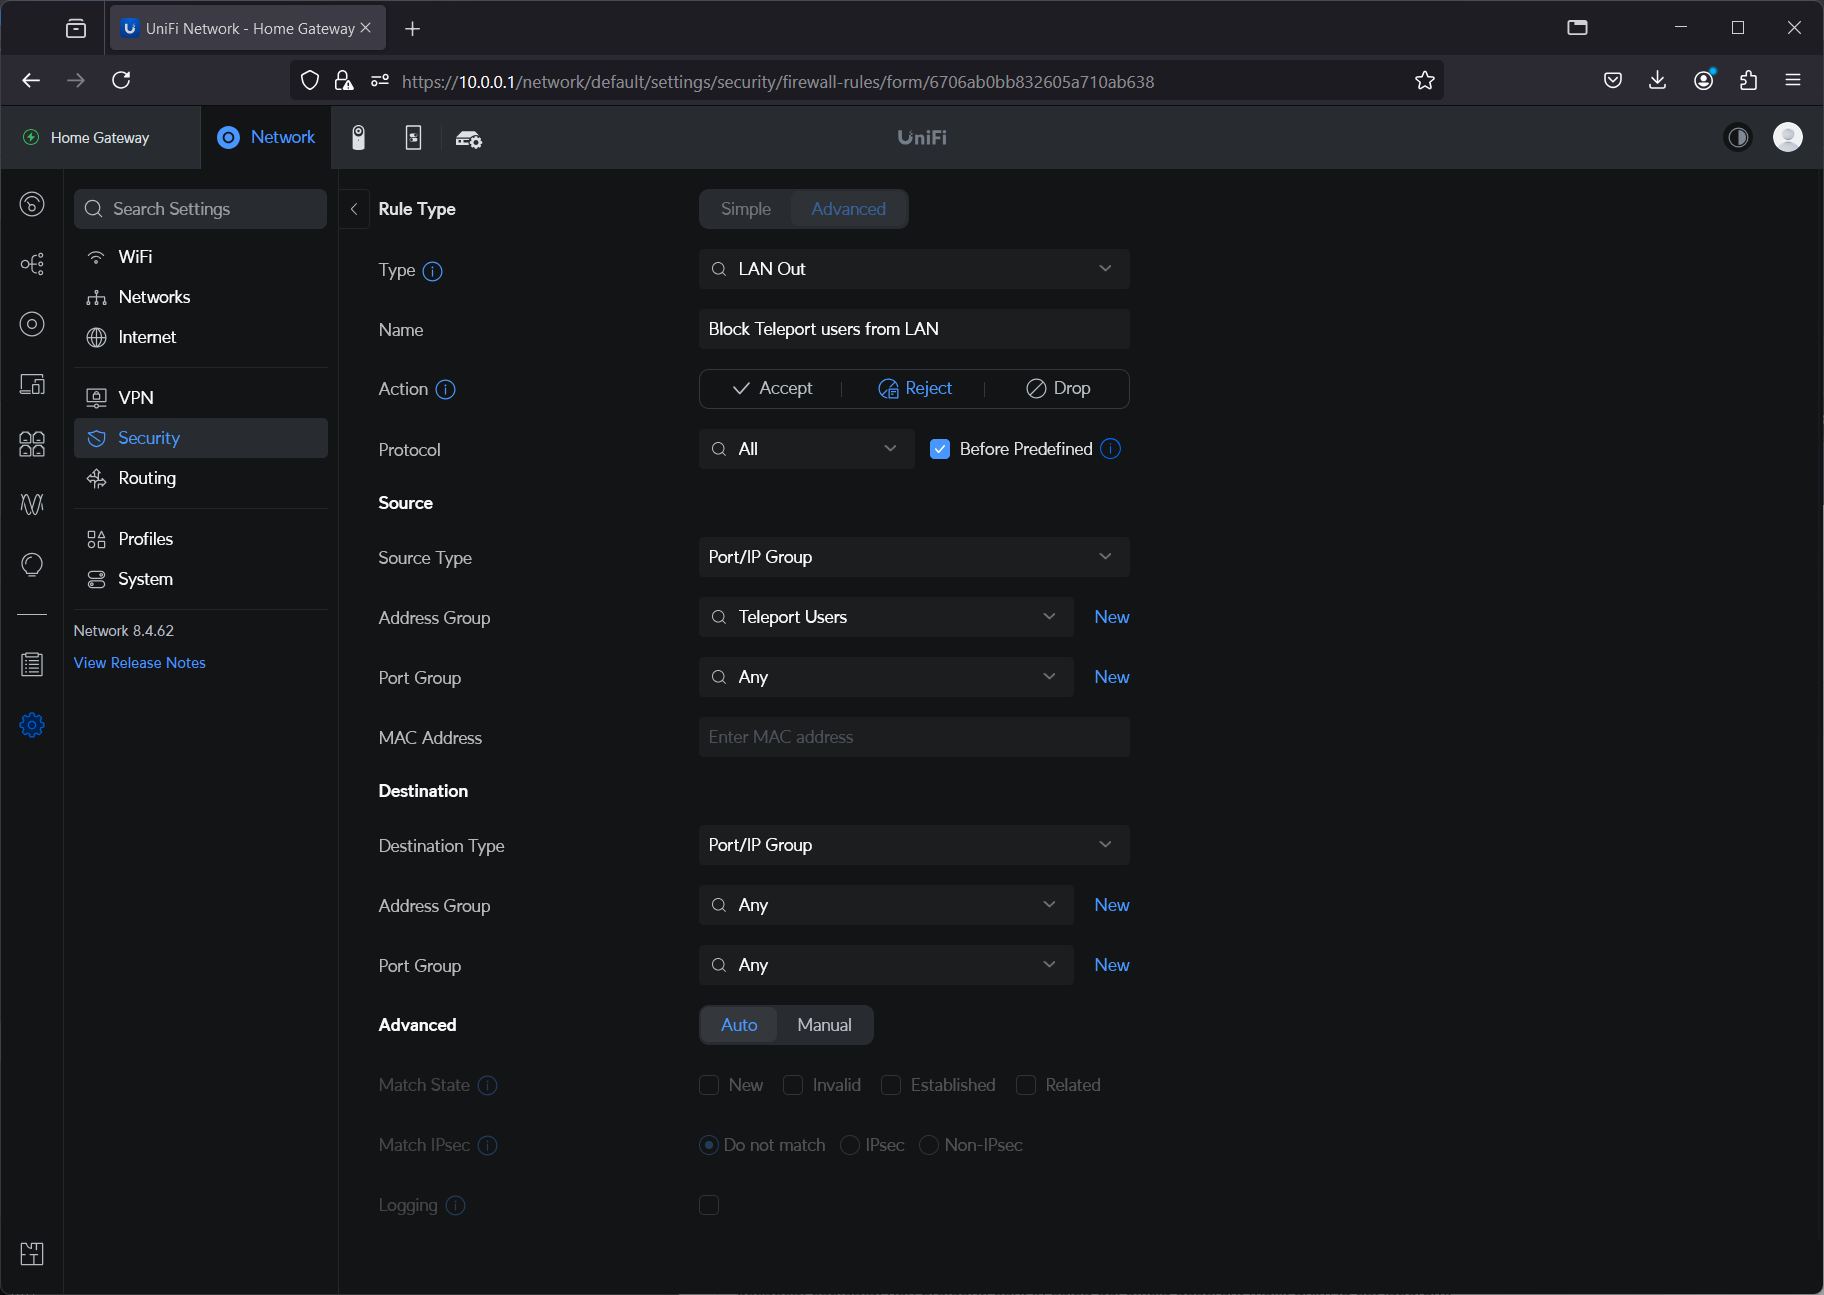 UniFi Network - Home Gateway
https://10.0.0.1/network/default/settings/security/firewall-rules/form/6706ab0bb832605a710ab638
Home Gateway
Network
UniFi
Search Settings
WiFi
Networks
Internet
VPN
Security
Routing
Profiles
System
Network 8.4.62
View Release Notes
Rule Type Simple Advanced
Type LAN Out
Name Block Teleport users from LAN
Action Accept Reject Drop
Protocol All Before Predefined
Source
Source Type Port/IP Group
Address Group Teleport Users New
Port Group Any New
MAC Address Enter MAC address
Destination
Destination Type Port/IP Group
Address Group Any New
Port Group Any New
Advanced Auto Manual
Match State New Invalid Established Related
Match IPsec Do not match IPsec Non-IPsec
Logging